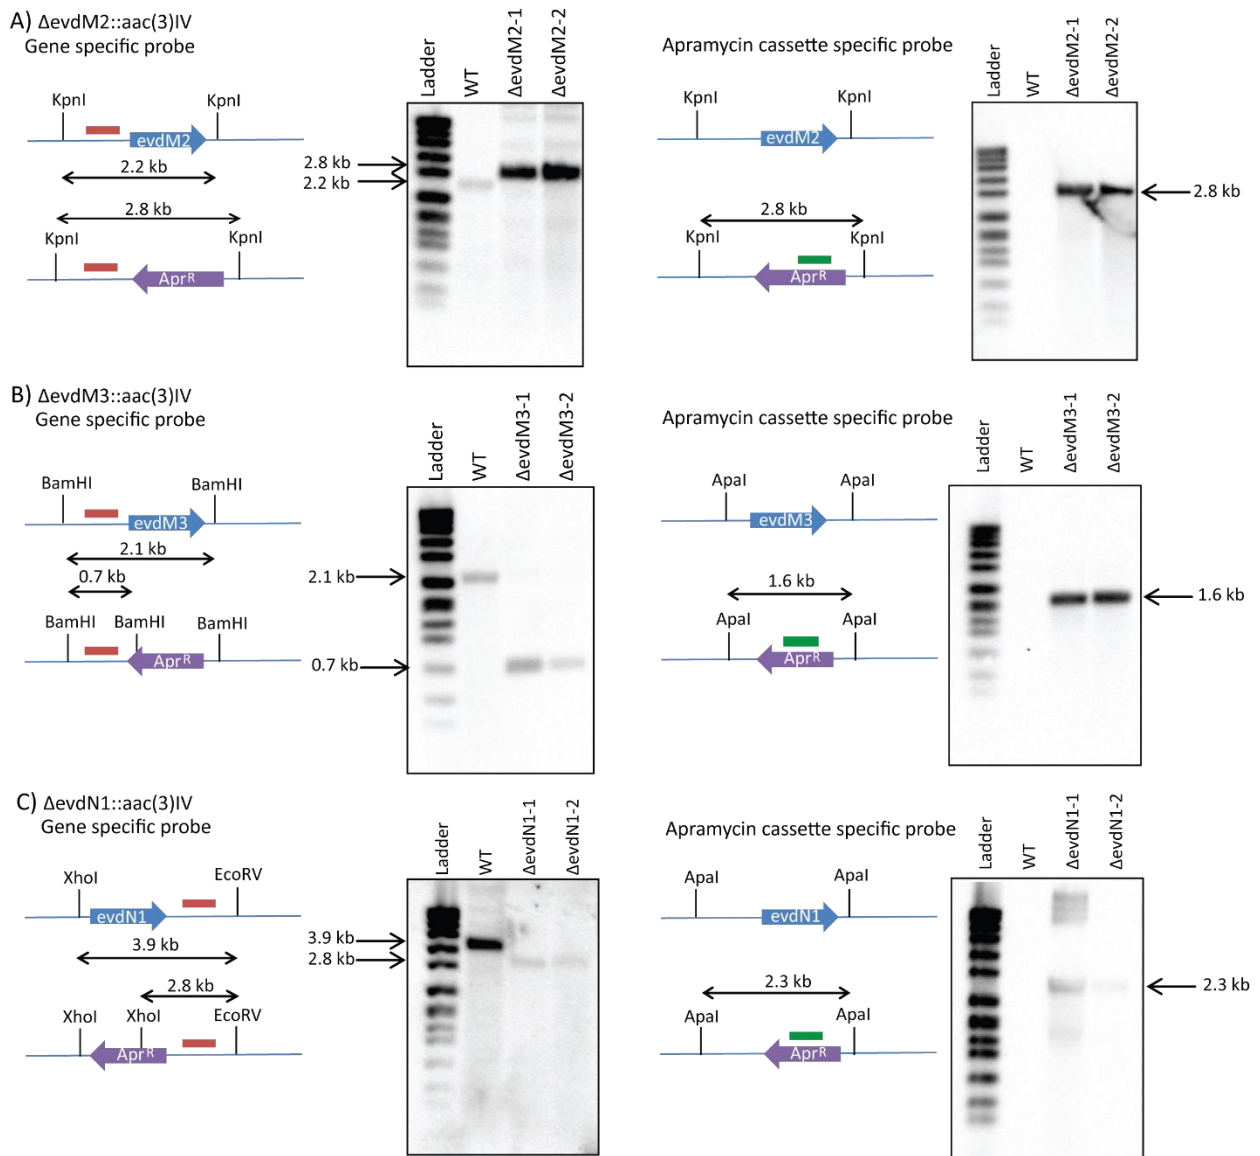 A) ΔevdM2::aac(3)IV
Gene specific probe
KpnI KpnI
evdM2
2.2 kb
2.8 kb
KpnI KpnI
AprR
Ladder WT ΔevdM2-1 ΔevdM2-2
2.8 kb
2.2 kb
Apramycin cassette specific probe
KpnI KpnI
evdM2
2.8 kb
KpnI KpnI
AprR
Ladder WT ΔevdM2-1 ΔevdM2-2
2.8 kb
B) ΔevdM3::aac(3)IV
Gene specific probe
BamHI BamHI
evdM3
2.1 kb
0.7 kb
BamHI BamHI BamHI
AprR
Ladder WT ΔevdM3-1 ΔevdM3-2
2.1 kb
0.7 kb
Apramycin cassette specific probe
ApaI ApaI
evdM3
1.6 kb
ApaI ApaI
AprR
Ladder WT ΔevdM3-1 ΔevdM3-2
1.6 kb
C) ΔevdN1::aac(3)IV
Gene specific probe
XhoI EcoRV
evdN1
3.9 kb
2.8 kb
XhoI XhoI EcoRV
AprR
Ladder WT ΔevdN1-1 ΔevdN1-2
3.9 kb
2.8 kb
Apramycin cassette specific probe
ApaI ApaI
evdN1
2.3 kb
ApaI ApaI
AprR
Ladder WT ΔevdN1-1 ΔevdN1-2
2.3 kb